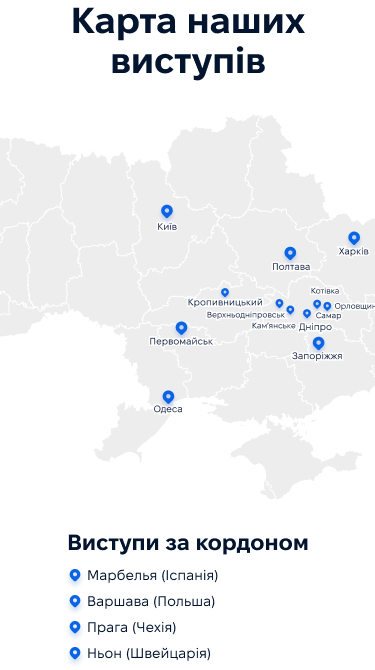 Карта наших
виступів
Київ
Харків
Полтава
Котівка
Кропивницький
Орловщин
Верхньодніпровськ
Самар
Кам'янське
Дніпро
Первомайськ
Запоріжжя
Одеса
Виступи за кордоном
Марбелья (Іспанія)
Варшава (Польша)
Прага (Чехія)
Ньон (Швейцарія)